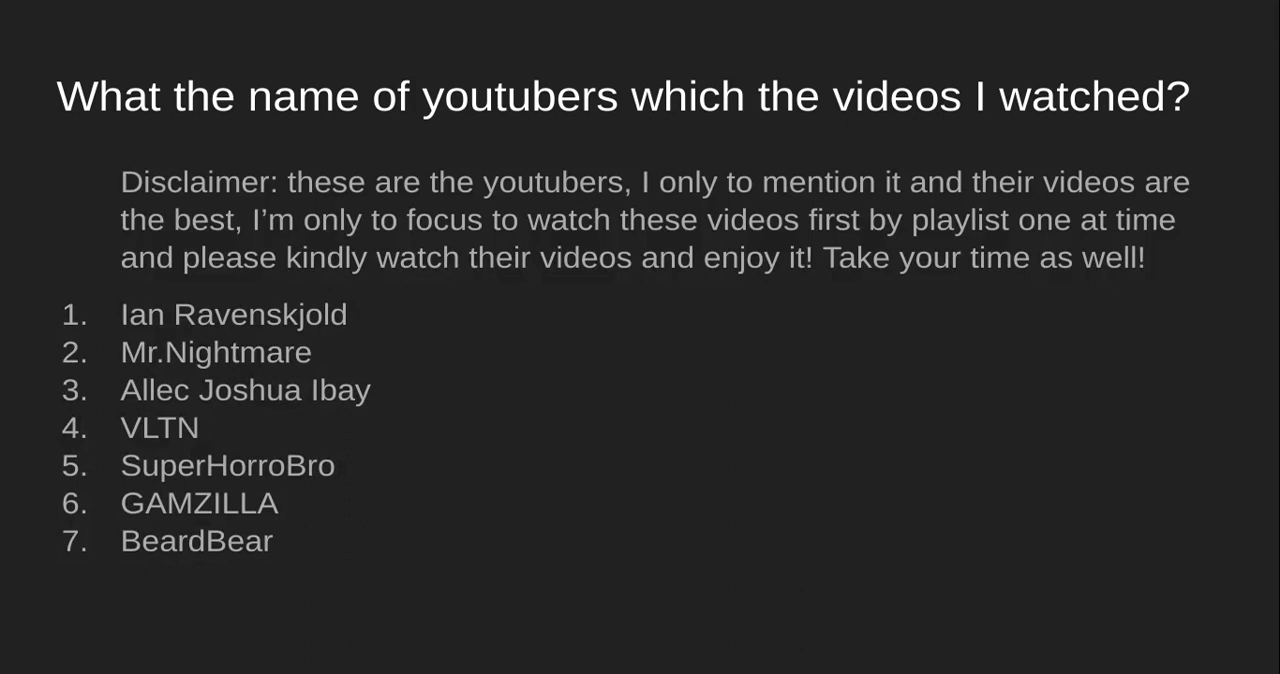 What the name of youtubers which the videos I watched?
Disclaimer: these are the youtubers, I only to mention it and their videos are
the best, I’m only to focus to watch these videos first by playlist one at time
and please kindly watch their videos and enjoy it! Take your time as well!
1. Ian Ravenskjold
2. Mr.Nightmare
3. Allec Joshua Ibay
4. VLTN
5. SuperHorroBro
6. GAMZILLA
7. BeardBear